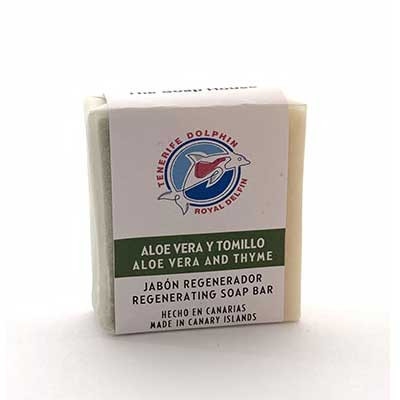 The Soap House
TENERIFE DOLPHIN
ROYAL DELFIN
ALOE VERA Y TOMILLO
ALOE VERA AND THYME
JABÓN REGENERADOR
REGENERATING SOAP BAR
HECHO EN CANARIAS
MADE IN CANARY ISLANDS